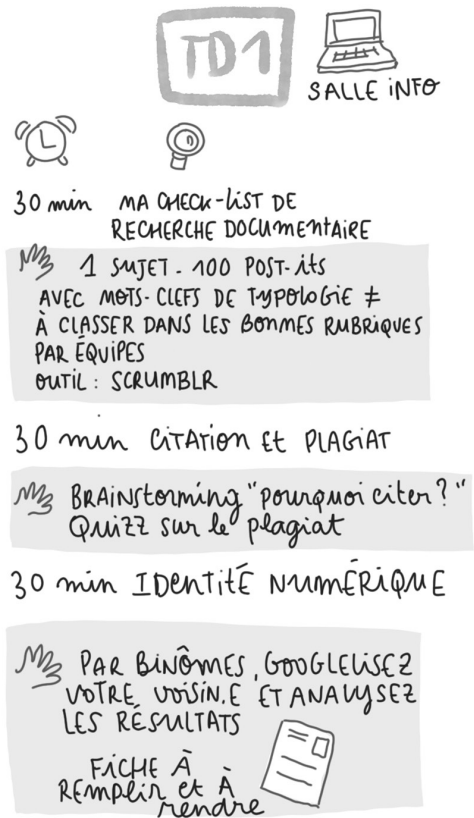 TD1
SALLE iNFO
30 min MA CHECK-LIST DE
RECHERCHE DOCUMENTAIRE
1 SUJET - 100 POST-its
AVEC MOTS-CLEFS DE TYPOLOGIE ≠
À CLASSER DANS LES BONNES RUBRIQUES
PAR ÉQUIPES
OUTIL : SCRUMBLR
30 min CITATION Et PLAGIAT
BRAINStorming "pourquoi citer ?"
QUIZZ sur le plagiat
30 min IDENTITÉ NUMÉRIQUE
PAR BINÔMES, GOOGLELISEZ
VOTRE VOISIN.E ET ANALYSEZ
LES RÉSULTATS
FICHE À
REmplir et À
rendre